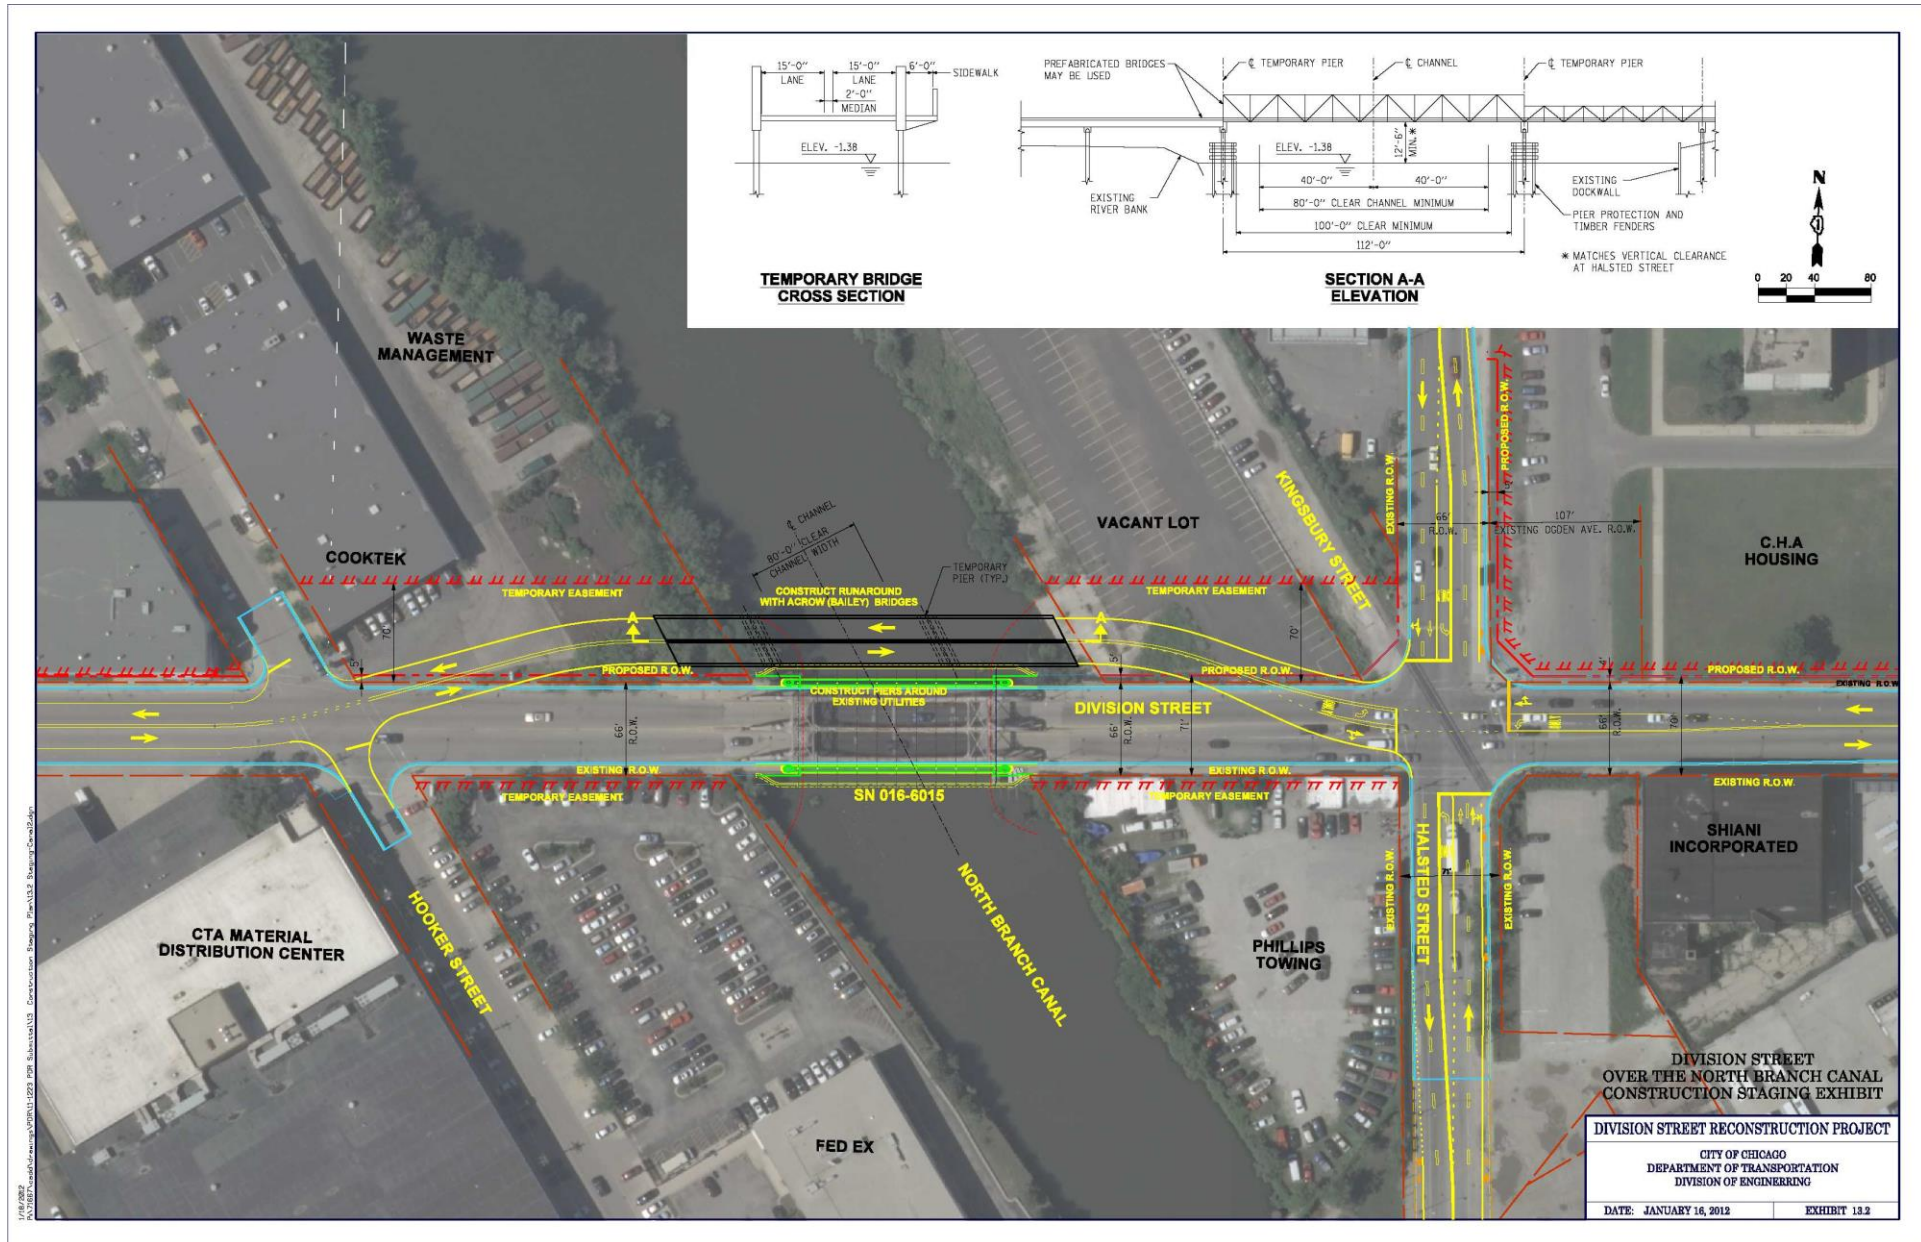 15'-0"
LANE
15'-0"
LANE
6'-0"
SIDEWALK
2'-0"
MEDIAN
ELEV. -1.38
TEMPORARY BRIDGE
CROSS SECTION
PREFABRICATED BRIDGES
MAY BE USED
℄ TEMPORARY PIER
℄ CHANNEL
℄ TEMPORARY PIER
12'-6"
MIN. *
ELEV. -1.38
40'-0"
40'-0"
80'-0" CLEAR CHANNEL MINIMUM
100'-0" CLEAR MINIMUM
112'-0"
EXISTING
RIVER BANK
EXISTING
DOCKWALL
PIER PROTECTION AND
TIMBER FENDERS
* MATCHES VERTICAL CLEARANCE
AT HALSTED STREET
SECTION A-A
ELEVATION
N
0 20 40 80
WASTE
MANAGEMENT
COOKTEK
VACANT LOT
KINGSBURY STREET
C.H.A
HOUSING
℄ CHANNEL
80'-0" CLEAR
CHANNEL WIDTH
TEMPORARY
PIER (TYP.)
CONSTRUCT RUNAROUND
WITH ACROW (BAILEY) BRIDGES
TEMPORARY EASEMENT
TEMPORARY EASEMENT
A
A
70'
5'
70'
5'
EXISTING R.O.W.
66'
R.O.W.
107'
EXISTING OGDEN AVE. R.O.W.
PROPOSED R.O.W.
PROPOSED R.O.W.
PROPOSED R.O.W.
PROPOSED R.O.W.
EXISTING R.O.W.
CONSTRUCT PIERS AROUND
EXISTING UTILITIES
DIVISION STREET
66'
R.O.W.
66'
R.O.W.
71'
66'
R.O.W.
70'
EXISTING R.O.W.
EXISTING R.O.W.
EXISTING R.O.W.
TEMPORARY EASEMENT
TEMPORARY EASEMENT
SN 016-6015
HOOKER STREET
NORTH BRANCH CANAL
HALSTED STREET
EXISTING R.O.W.
EXISTING R.O.W.
CTA MATERIAL
DISTRIBUTION CENTER
PHILLIPS
TOWING
SHIANI
INCORPORATED
FED EX
DIVISION STREET
OVER THE NORTH BRANCH CANAL
CONSTRUCTION STAGING EXHIBIT
DIVISION STREET RECONSTRUCTION PROJECT
CITY OF CHICAGO
DEPARTMENT OF TRANSPORTATION
DIVISION OF ENGINERRING
DATE: JANUARY 16, 2012
EXHIBIT 13.2